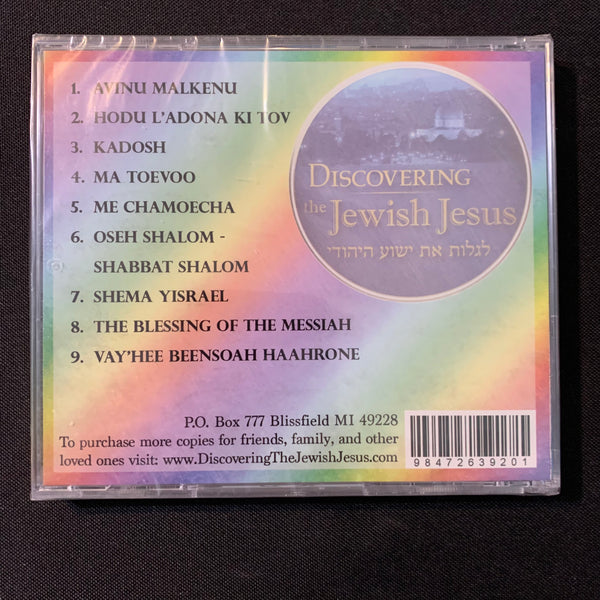 1. AVINU MALKENU
2. HODU L'ADONA KI TOV
3. KADOSH
4. MA TOEVOO
5. ME CHAMOECHA
6. OSEH SHALOM -
SHABBAT SHALOM
7. SHEMA YISRAEL
8. THE BLESSING OF THE MESSIAH
9. VAY'HEE BEENSOAH HAAHRONE
DISCOVERING
the Jewish Jesus
לגלות את ישוע היהודי
P.O. Box 777 Blissfield MI 49228
To purchase more copies for friends, family, and other
loved ones visit: www.DiscoveringTheJewishJesus.com
98472639201